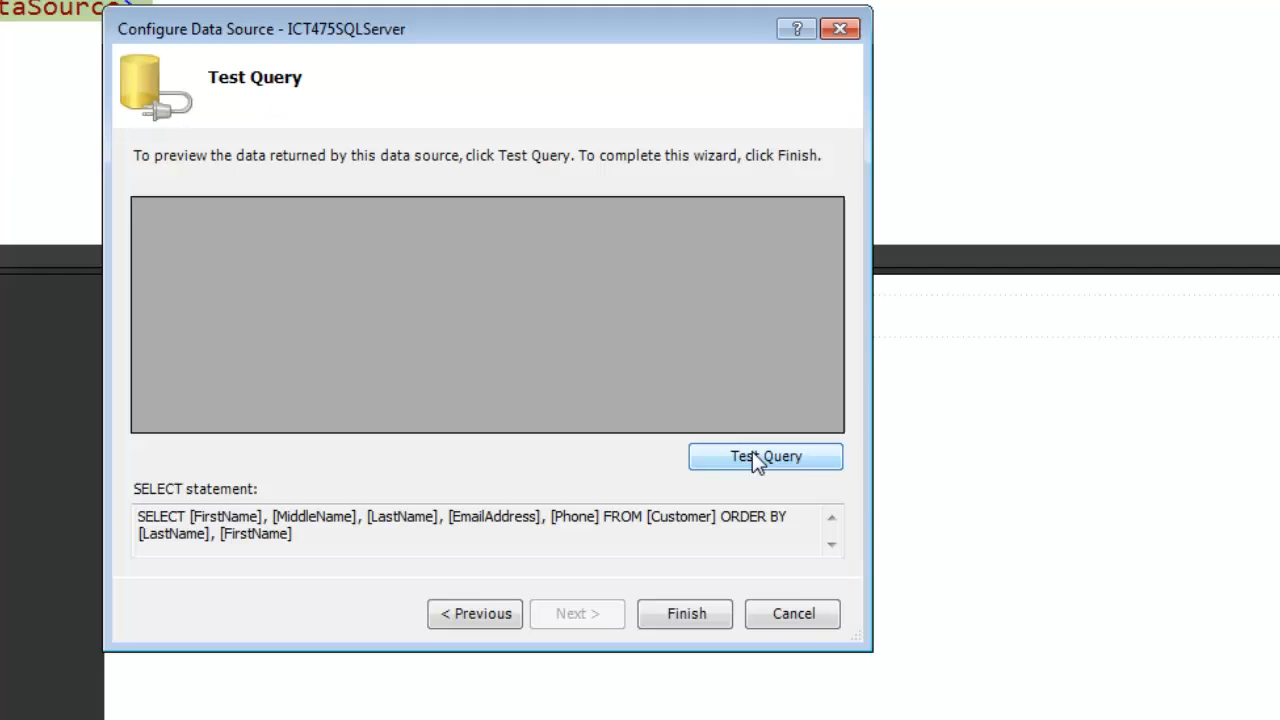 taSource>
Configure Data Source - ICT475SQLServer
Test Query
To preview the data returned by this data source, click Test Query. To complete this wizard, click Finish.
Test Query
SELECT statement:
SELECT [FirstName], [MiddleName], [LastName], [EmailAddress], [Phone] FROM [Customer] ORDER BY
[LastName], [FirstName]
< Previous
Next >
Finish
Cancel